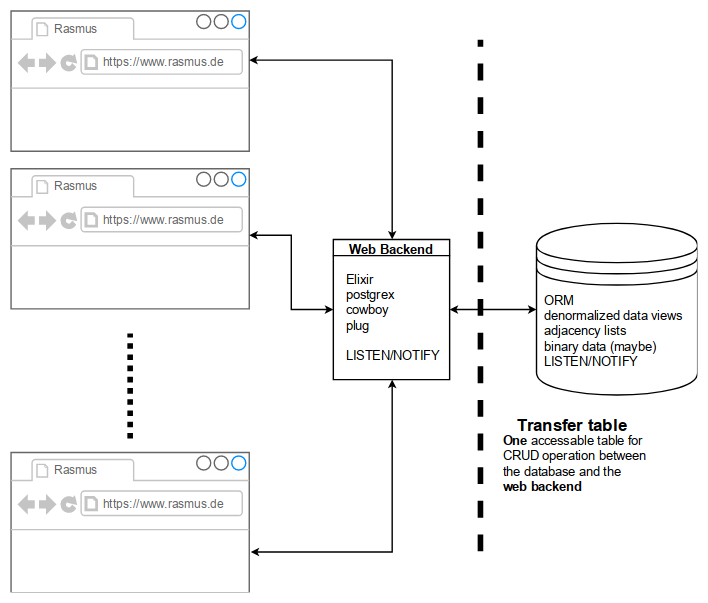 Rasmus
https://www.rasmus.de
Rasmus
https://www.rasmus.de
Rasmus
https://www.rasmus.de
Web Backend
Elixir
postgrex
cowboy
plug
LISTEN/NOTIFY
ORM
denormalized data views
adjacency lists
binary data (maybe)
LISTEN/NOTIFY
Transfer table
One accessable table for
CRUD operation between
the database and the
web backend